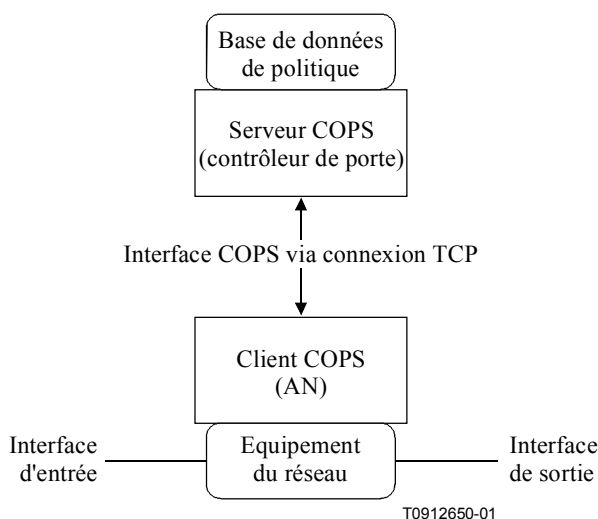 Base de données
de politique
Serveur COPS
(contrôleur de porte)
Interface COPS via connexion TCP
Client COPS
(AN)
Interface
d'entrée
Equipement
du réseau
Interface
de sortie
T0912650-01